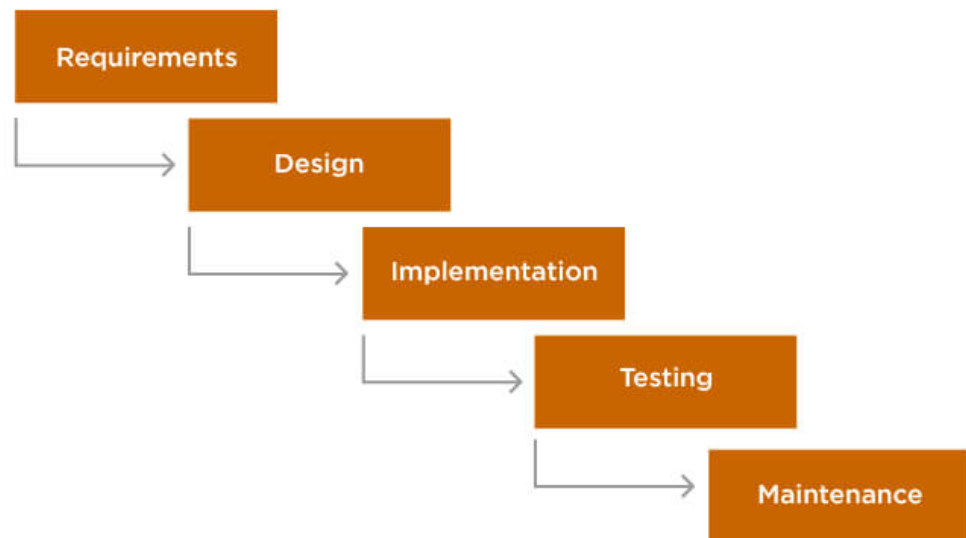 Requirements
Design
Implementation
Testing
Maintenance